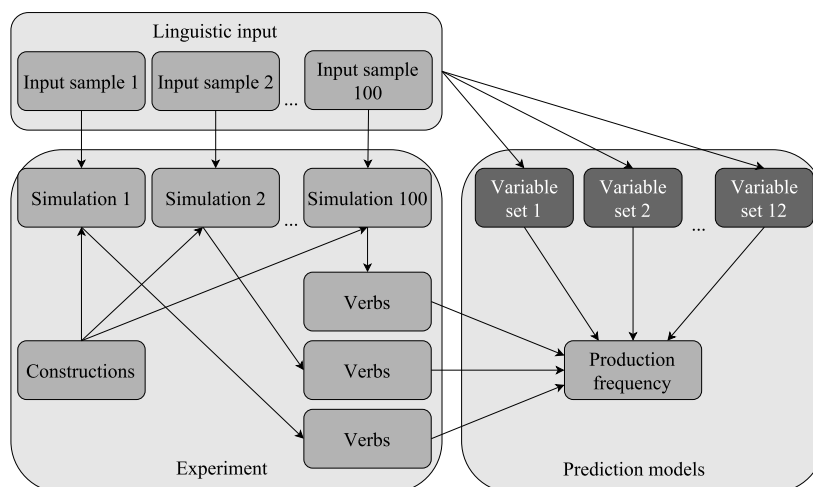 Linguistic input
Input sample 1
Input sample 2
...
Input sample
100
Simulation 1
Simulation 2
...
Simulation 100
Variable
set 1
Variable
set 2
...
Variable
set 12
Verbs
Constructions
Verbs
Production
frequency
Verbs
Experiment
Prediction models